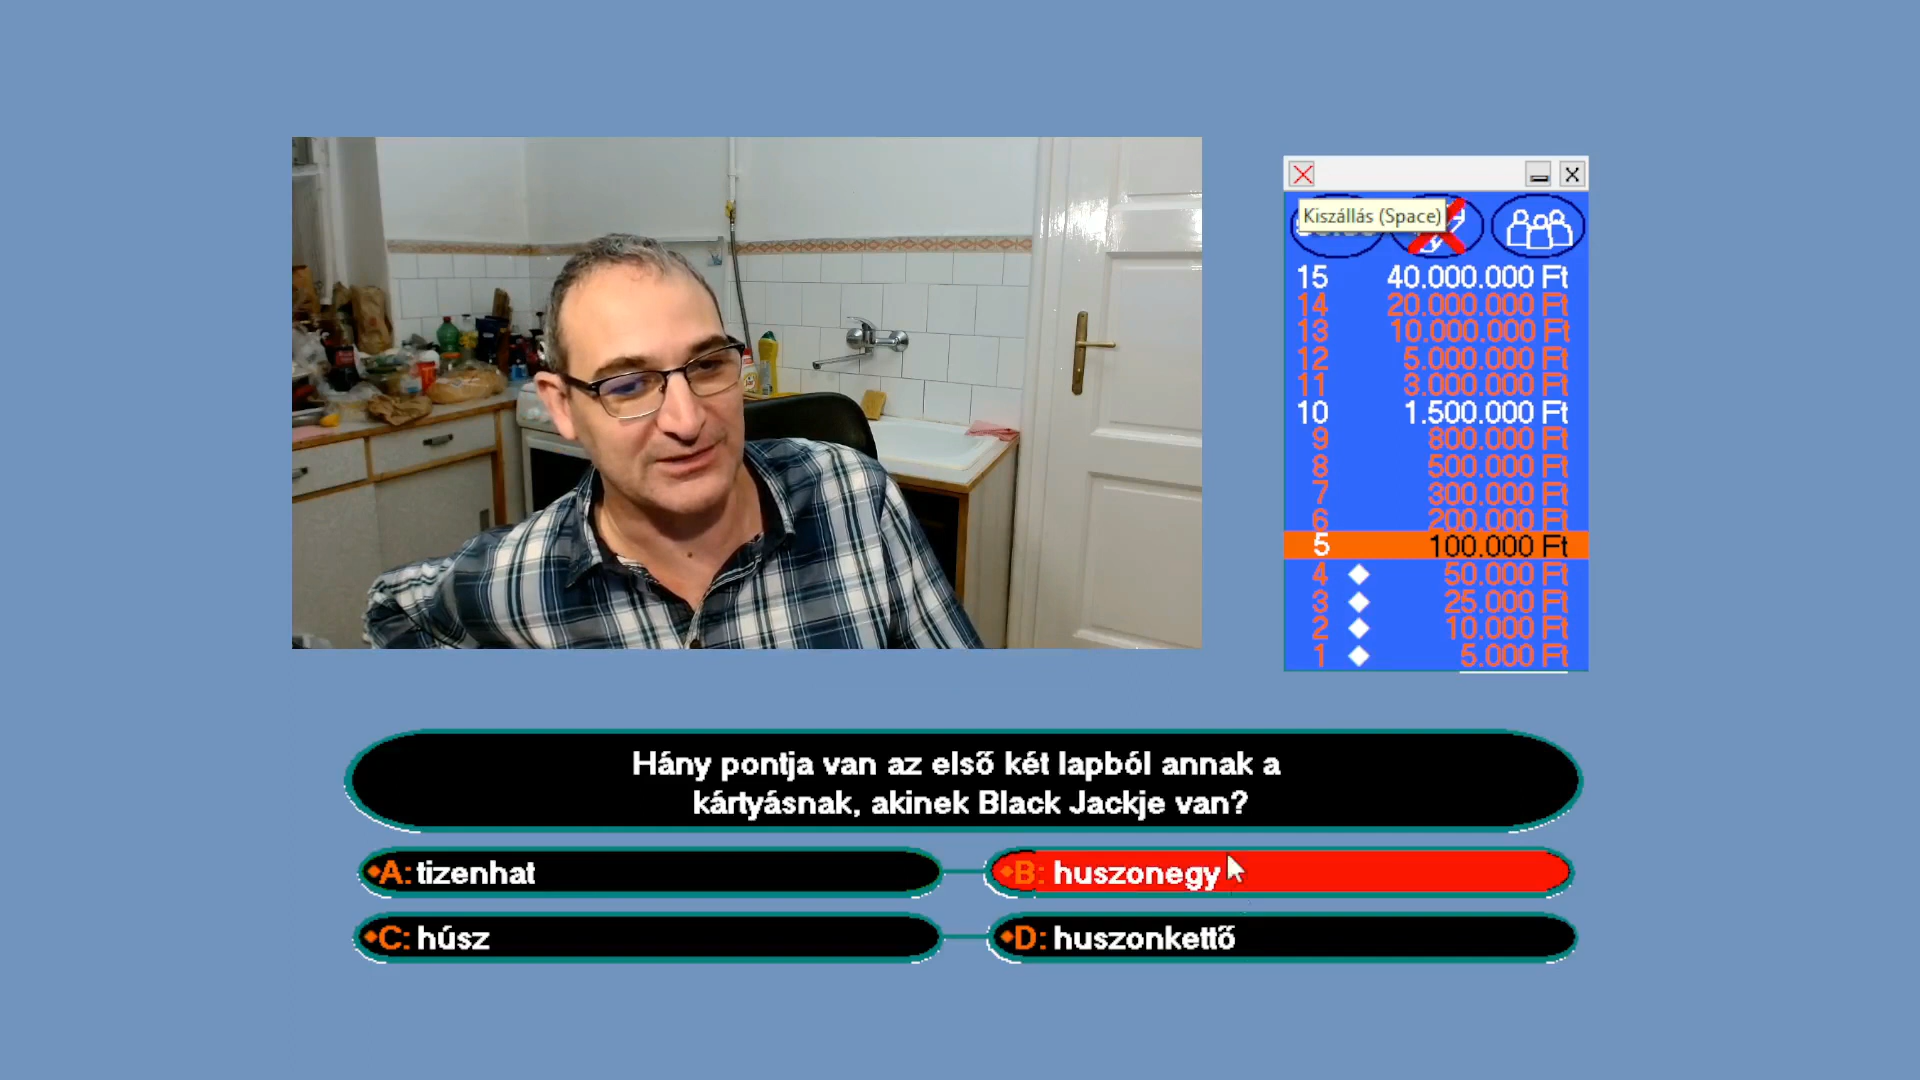 Kiszállás (Space)
15 40.000.000 Ft
14 20.000.000 Ft
13 10.000.000 Ft
12 5.000.000 Ft
11 3.000.000 Ft
10 1.500.000 Ft
9 800.000 Ft
8 500.000 Ft
7 300.000 Ft
6 200.000 Ft
5 100.000 Ft
4 50.000 Ft
3 25.000 Ft
2 10.000 Ft
1 5.000 Ft
Hány pontja van az első két lapból annak a
kártyásnak, akinek Black Jackje van?
A: tizenhat
B: huszonegy
C: húsz
D: huszonkettő